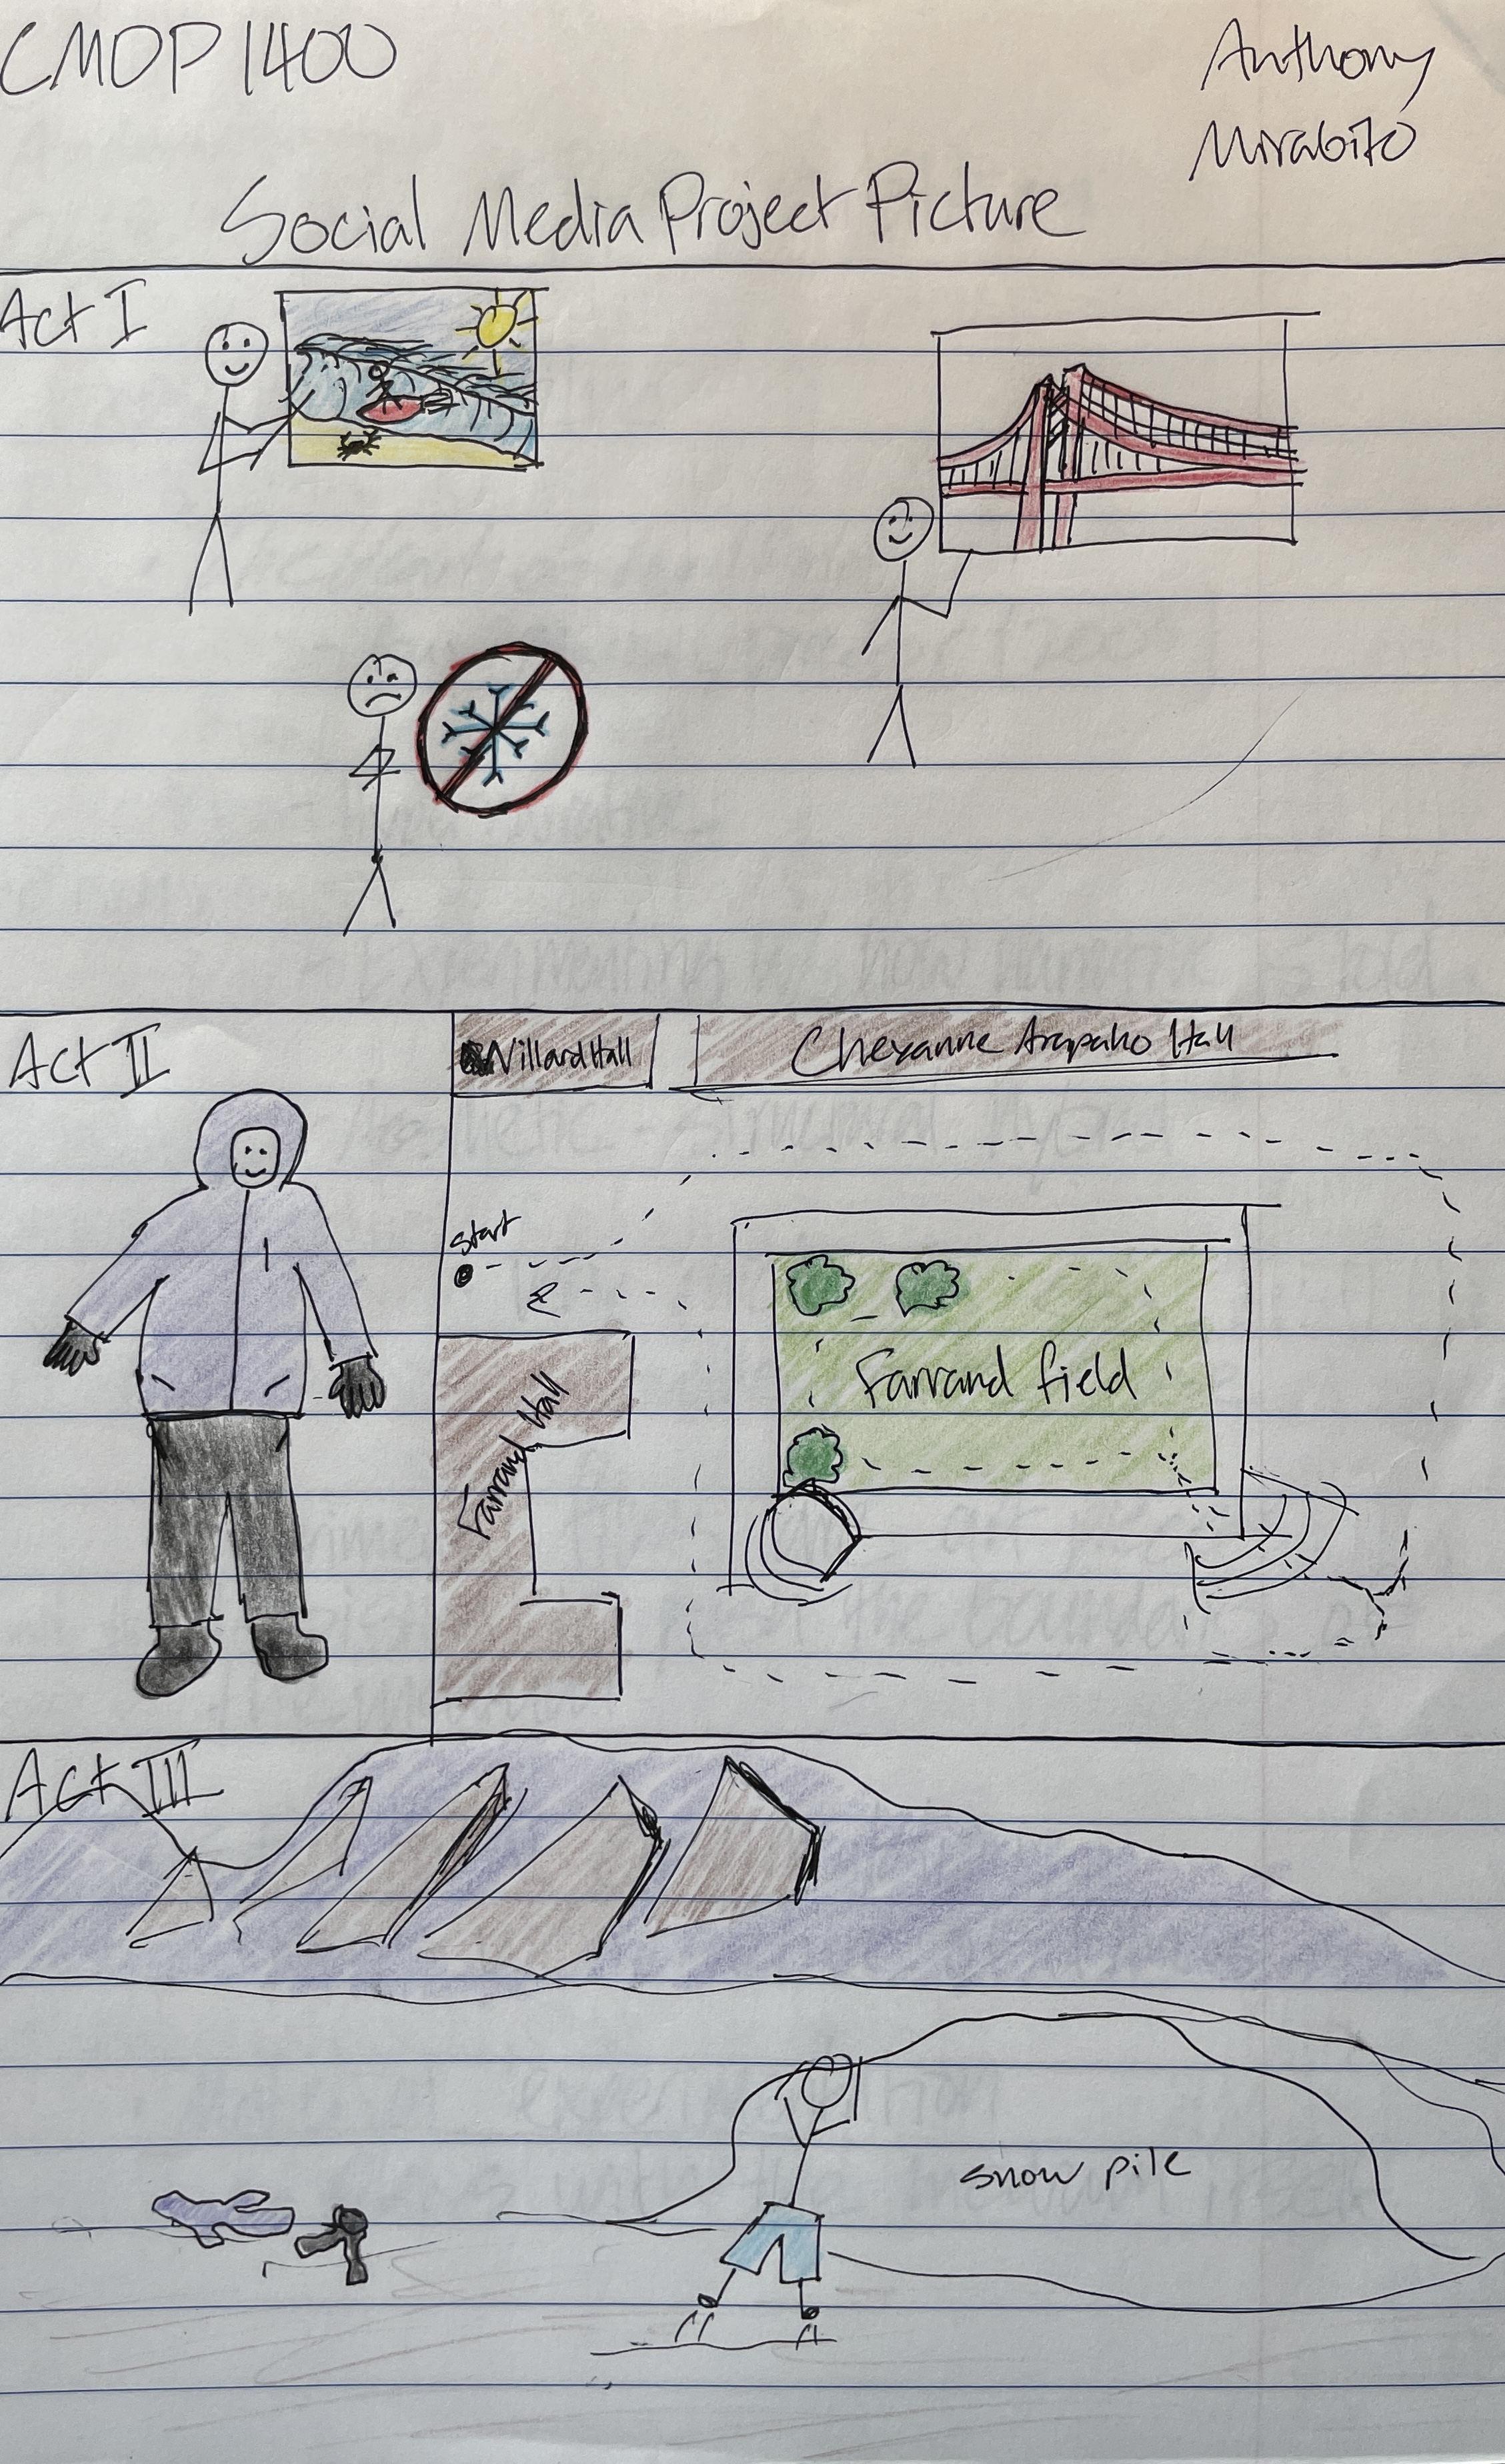 CMDP 1400
Anthony
Mirabito
Social Media Project Picture
Act I
Act II
Willard Hall
Cheyanne Arapaho Hall
Start
Farrand Hall
Farrand field
Act III
snow pile